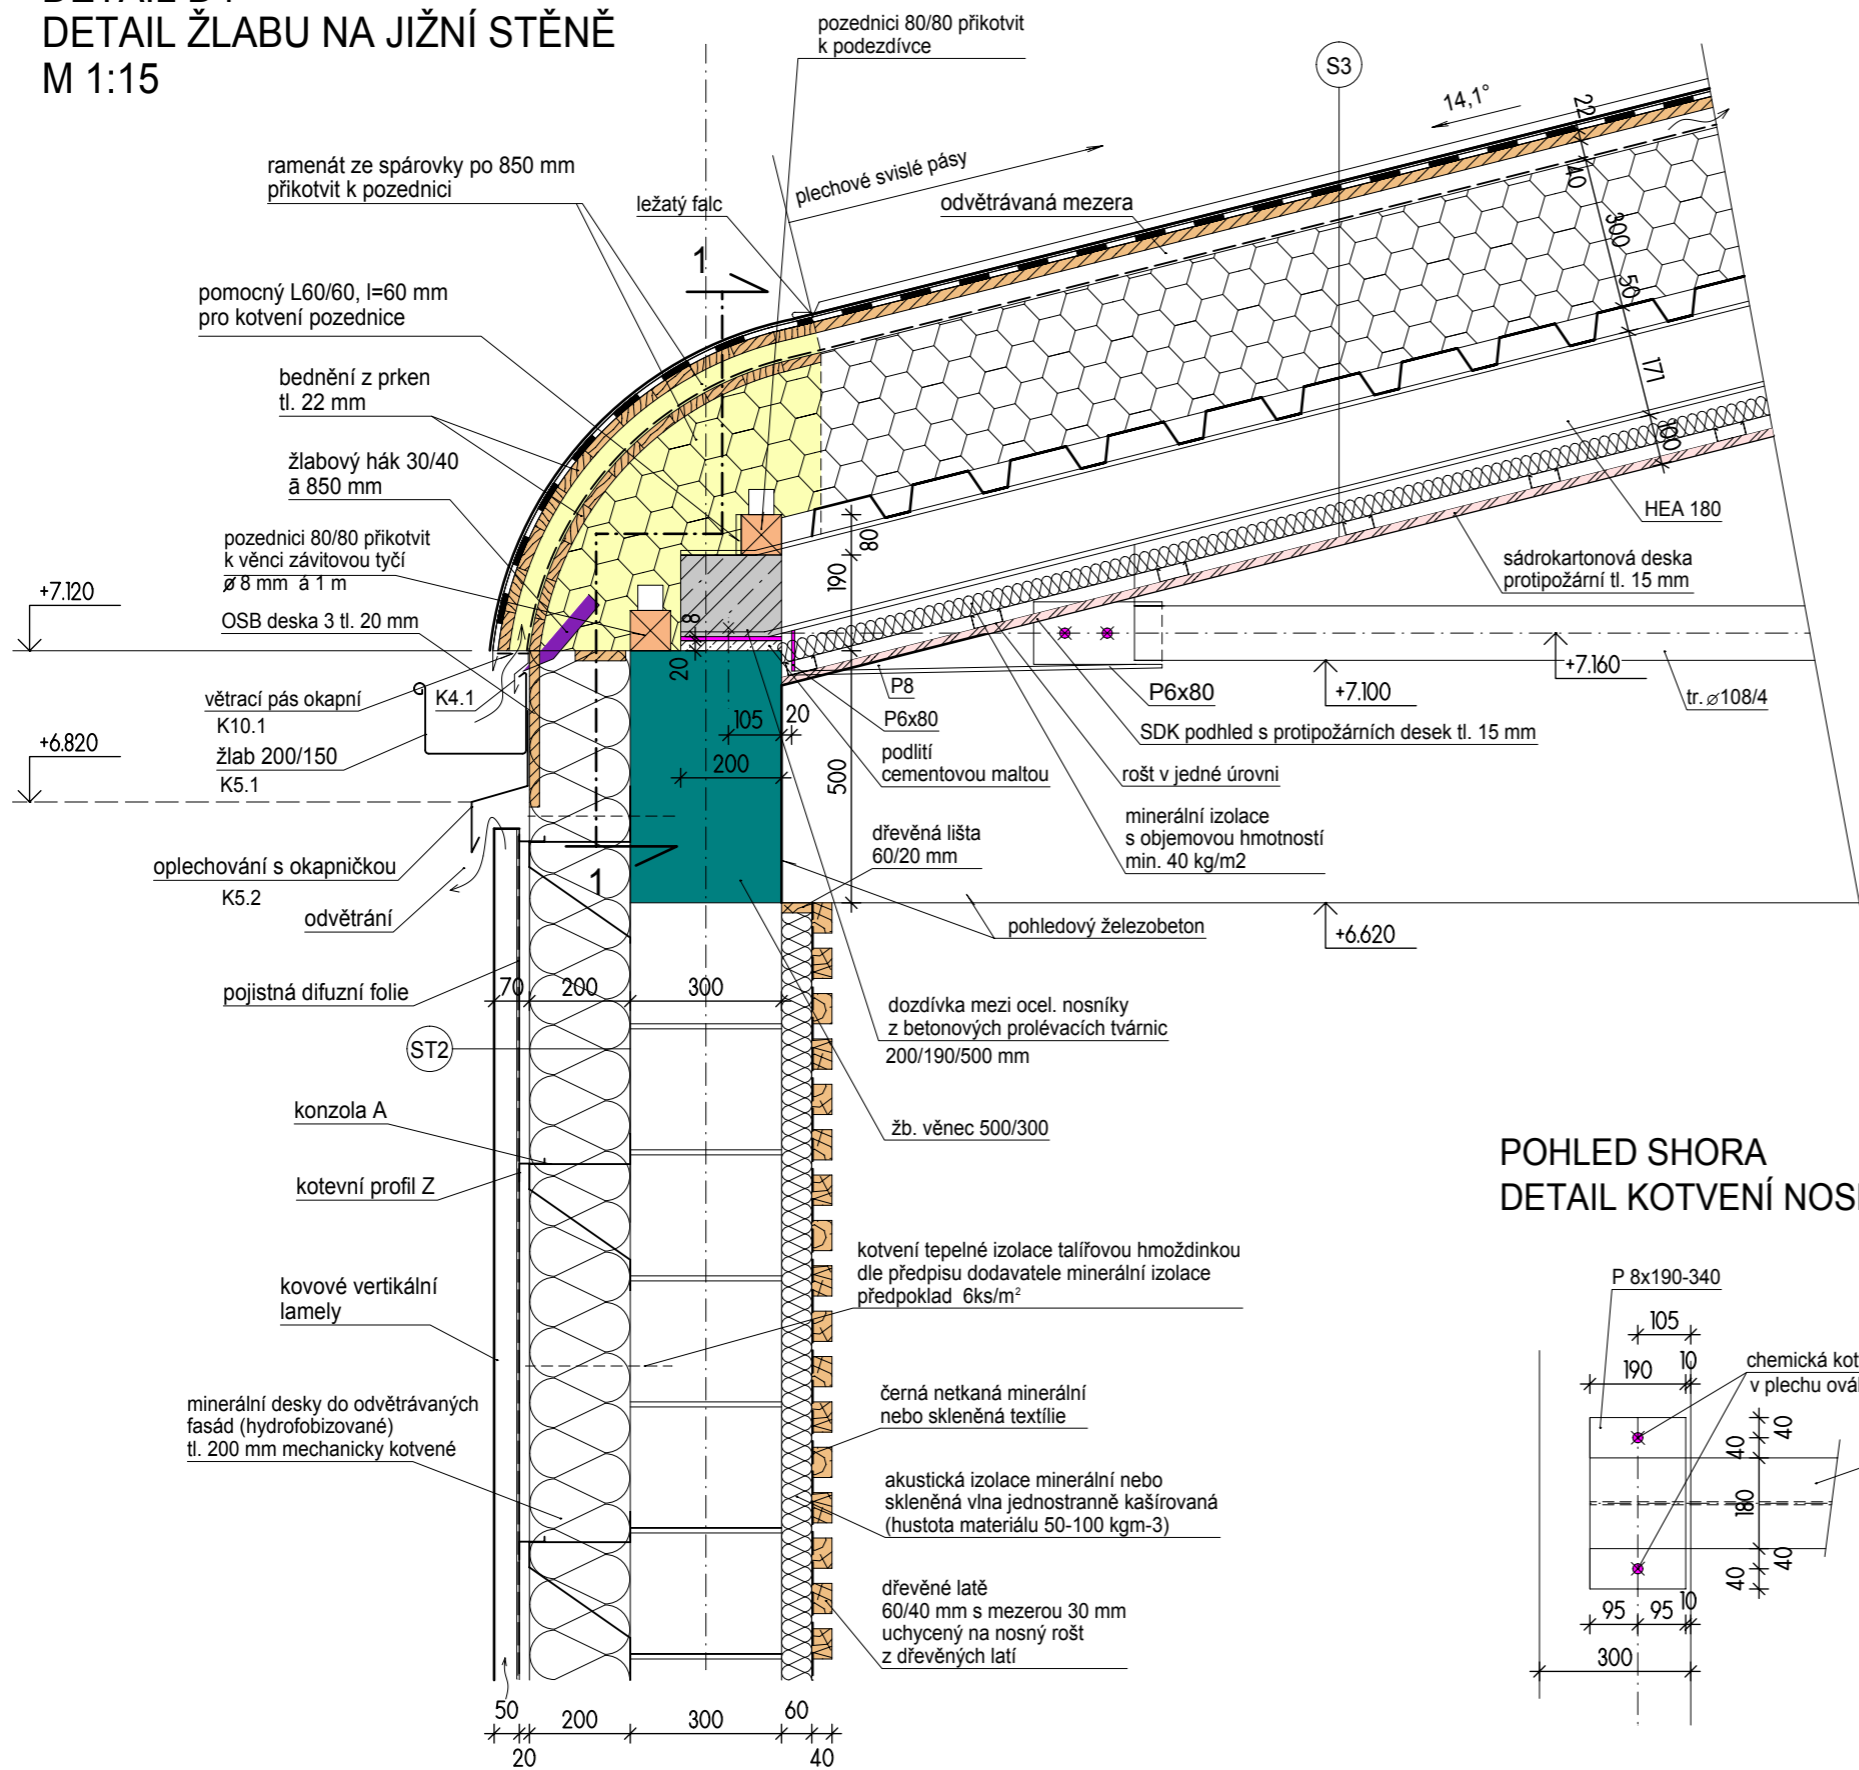 DETAIL ŽLABU NA JIŽNÍ STĚNĚ
M 1:15
pozednici 80/80 přikotvit
k podezdívce
S3
14,1°
22
40
300
50
171
100
ramenát ze spárovky po 850 mm
přikotvit k pozednici
ležatý falc
plechové svislé pásy
odvětrávaná mezera
1
pomocný L60/60, l=60 mm
pro kotvení pozednice
bednění z prken
tl. 22 mm
žlabový hák 30/40
ā 850 mm
pozednici 80/80 přikotvit
k věnci závitovou tyčí
ø 8 mm á 1 m
+7.120
OSB deska 3 tl. 20 mm
větrací pás okapní
K10.1
K4.1
+6.820
žlab 200/150
K5.1
oplechování s okapničkou
K5.2
odvětrání
pojistná difuzní folie
80
190
8
20
105
20
200
500
HEA 180
sádrokartonová deska
protipožární tl. 15 mm
+7.160
+7.100
tr. ⌀108/4
P8
P6x80
P6x80
SDK podhled s protipožárních desek tl. 15 mm
podlití
cementovou maltou
rošt v jedné úrovni
minerální izolace
s objemovou hmotností
min. 40 kg/m2
dřevěná lišta
60/20 mm
1
pohledový železobeton
+6.620
70
200
300
ST2
dozdívka mezi ocel. nosníky
z betonových prolévacích tvárnic
200/190/500 mm
konzola A
žb. věnec 500/300
kotevní profil Z
kovové vertikální
lamely
kotvení tepelné izolace talířovou hmoždinkou
dle předpisu dodavatele minerální izolace
předpoklad 6ks/m²
minerální desky do odvětrávaných
fasád (hydrofobizované)
tl. 200 mm mechanicky kotvené
černá netkaná minerální
nebo skleněná textílie
akustická izolace minerální nebo
skleněná vlna jednostranně kašírovaná
(hustota materiálu 50-100 kgm-3)
dřevěné latě
60/40 mm s mezerou 30 mm
uchycený na nosný rošt
z dřevěných latí
50
20
200
300
60
40
POHLED SHORA
DETAIL KOTVENÍ NOS
P 8x190-340
105
190
10
chemická kot
v plechu ovál
40
40
180
40
40
95
95
10
300